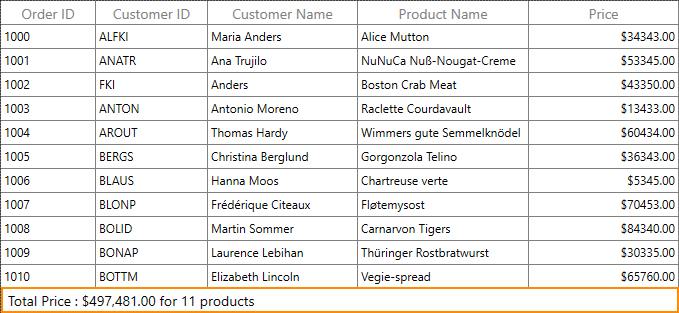 Order ID Customer ID Customer Name Product Name Price
1000 ALFKI Maria Anders Alice Mutton $34343.00
1001 ANATR Ana Trujilo NuNuCa Nuß-Nougat-Creme $53345.00
1002 FKI Anders Boston Crab Meat $43350.00
1003 ANTON Antonio Moreno Raclette Courdavault $13433.00
1004 AROUT Thomas Hardy Wimmers gute Semmelknödel $60434.00
1005 BERGS Christina Berglund Gorgonzola Telino $36343.00
1006 BLAUS Hanna Moos Chartreuse verte $5345.00
1007 BLONP Frédérique Citeaux Fløtemysost $70453.00
1008 BOLID Martin Sommer Carnarvon Tigers $84340.00
1009 BONAP Laurence Lebihan Thüringer Rostbratwurst $30335.00
1010 BOTTM Elizabeth Lincoln Vegie-spread $65760.00
Total Price : $497,481.00 for 11 products